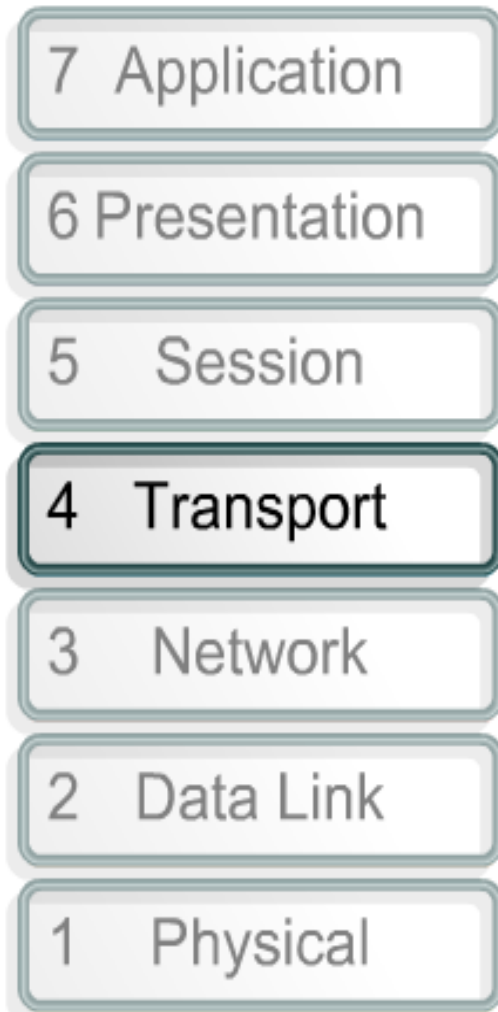 7 Application
6 Presentation
5 Session
4 Transport
3 Network
2 Data Link
1 Physical